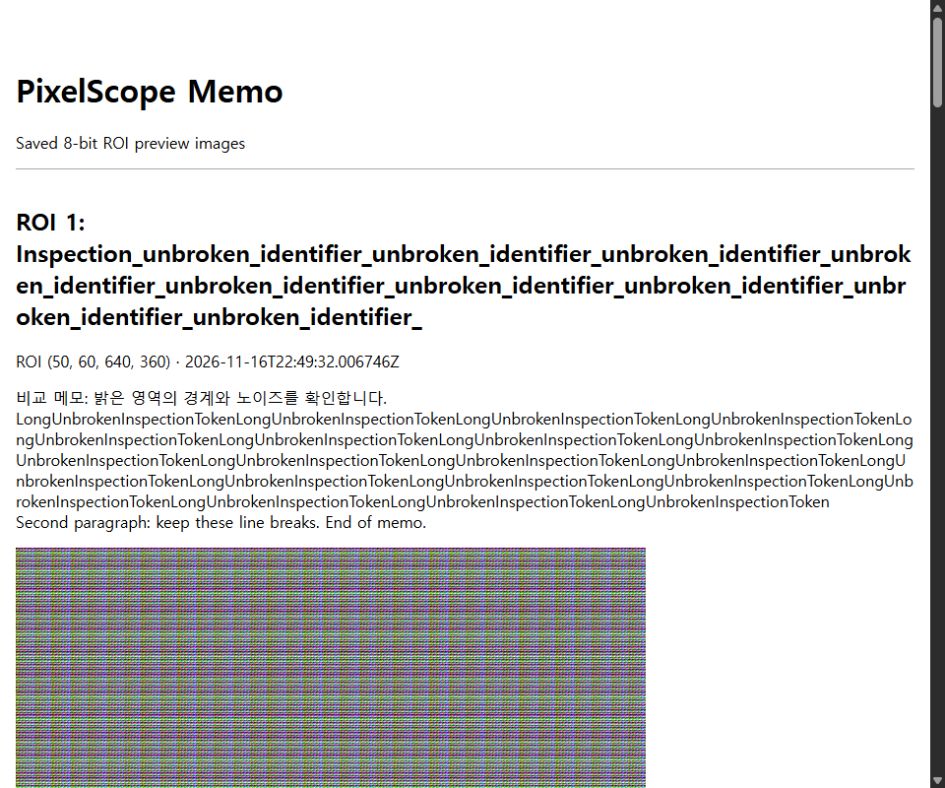 PixelScope Memo
Saved 8-bit ROI preview images
ROI 1:
Inspection_unbroken_identifier_unbroken_identifier_unbroken_identifier_unbrok
en_identifier_unbroken_identifier_unbroken_identifier_unbroken_identifier_unbr
oken_identifier_unbroken_identifier_
ROI (50, 60, 640, 360) · 2026-11-16T22:49:32.006746Z
비교 메모: 밝은 영역의 경계와 노이즈를 확인합니다.
LongUnbrokenInspectionTokenLongUnbrokenInspectionTokenLongUnbrokenInspectionTokenLongUnbrokenInspectionTokenLo
ngUnbrokenInspectionTokenLongUnbrokenInspectionTokenLongUnbrokenInspectionTokenLongUnbrokenInspectionTokenLong
UnbrokenInspectionTokenLongUnbrokenInspectionTokenLongUnbrokenInspectionTokenLongUnbrokenInspectionTokenLongU
nbrokenInspectionTokenLongUnbrokenInspectionTokenLongUnbrokenInspectionTokenLongUnbrokenInspectionTokenLongUnb
rokenInspectionTokenLongUnbrokenInspectionTokenLongUnbrokenInspectionTokenLongUnbrokenInspectionToken
Second paragraph: keep these line breaks. End of memo.